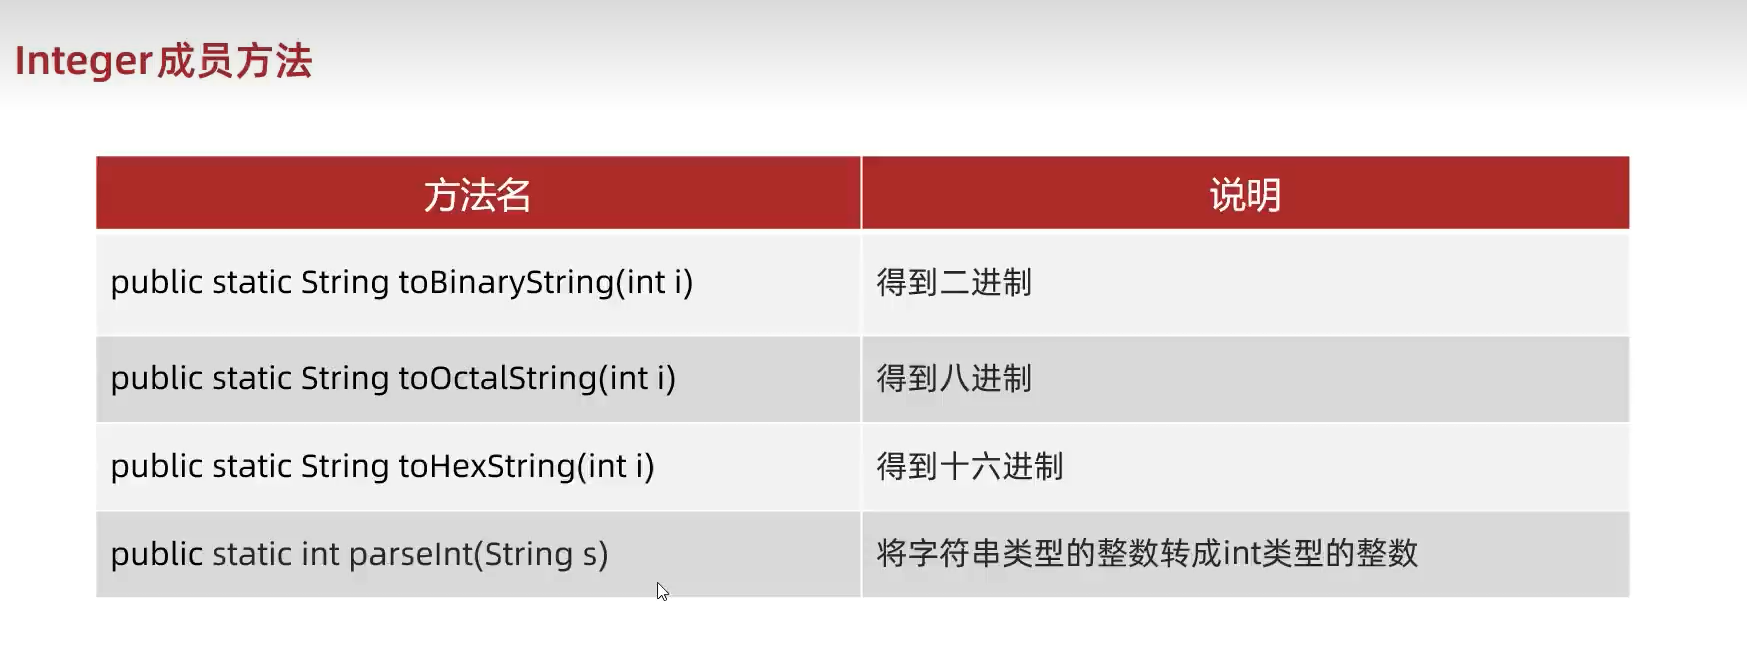 Integer成员方法
方法名 说明
public static String toBinaryString(int i) 得到二进制
public static String toOctalString(int i) 得到八进制
public static String toHexString(int i) 得到十六进制
public static int parseInt(String s) 将字符串类型的整数转成int类型的整数